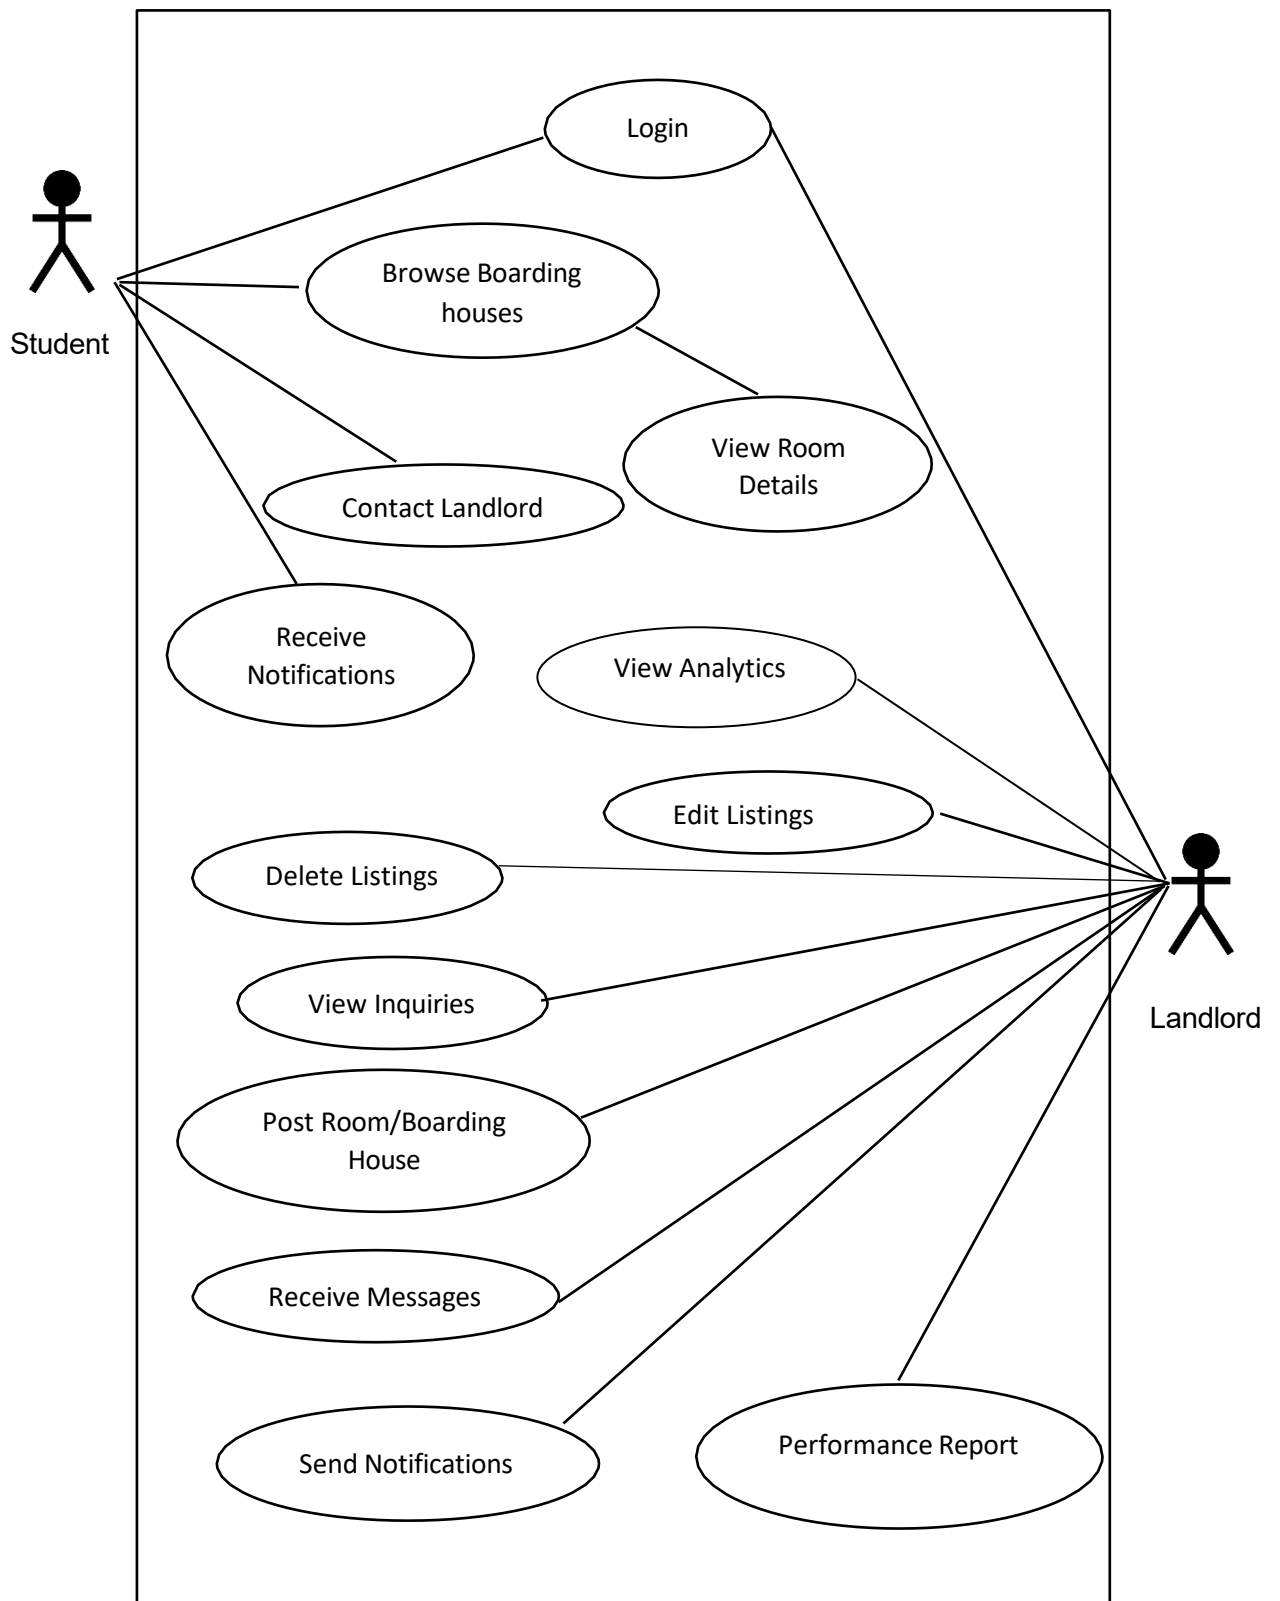 Login
Browse Boarding
houses
Student
View Room
Details
Contact Landlord
Receive
Notifications
View Analytics
Edit Listings
Delete Listings
View Inquiries
Landlord
Post Room/Boarding
House
Receive Messages
Performance Report
Send Notifications